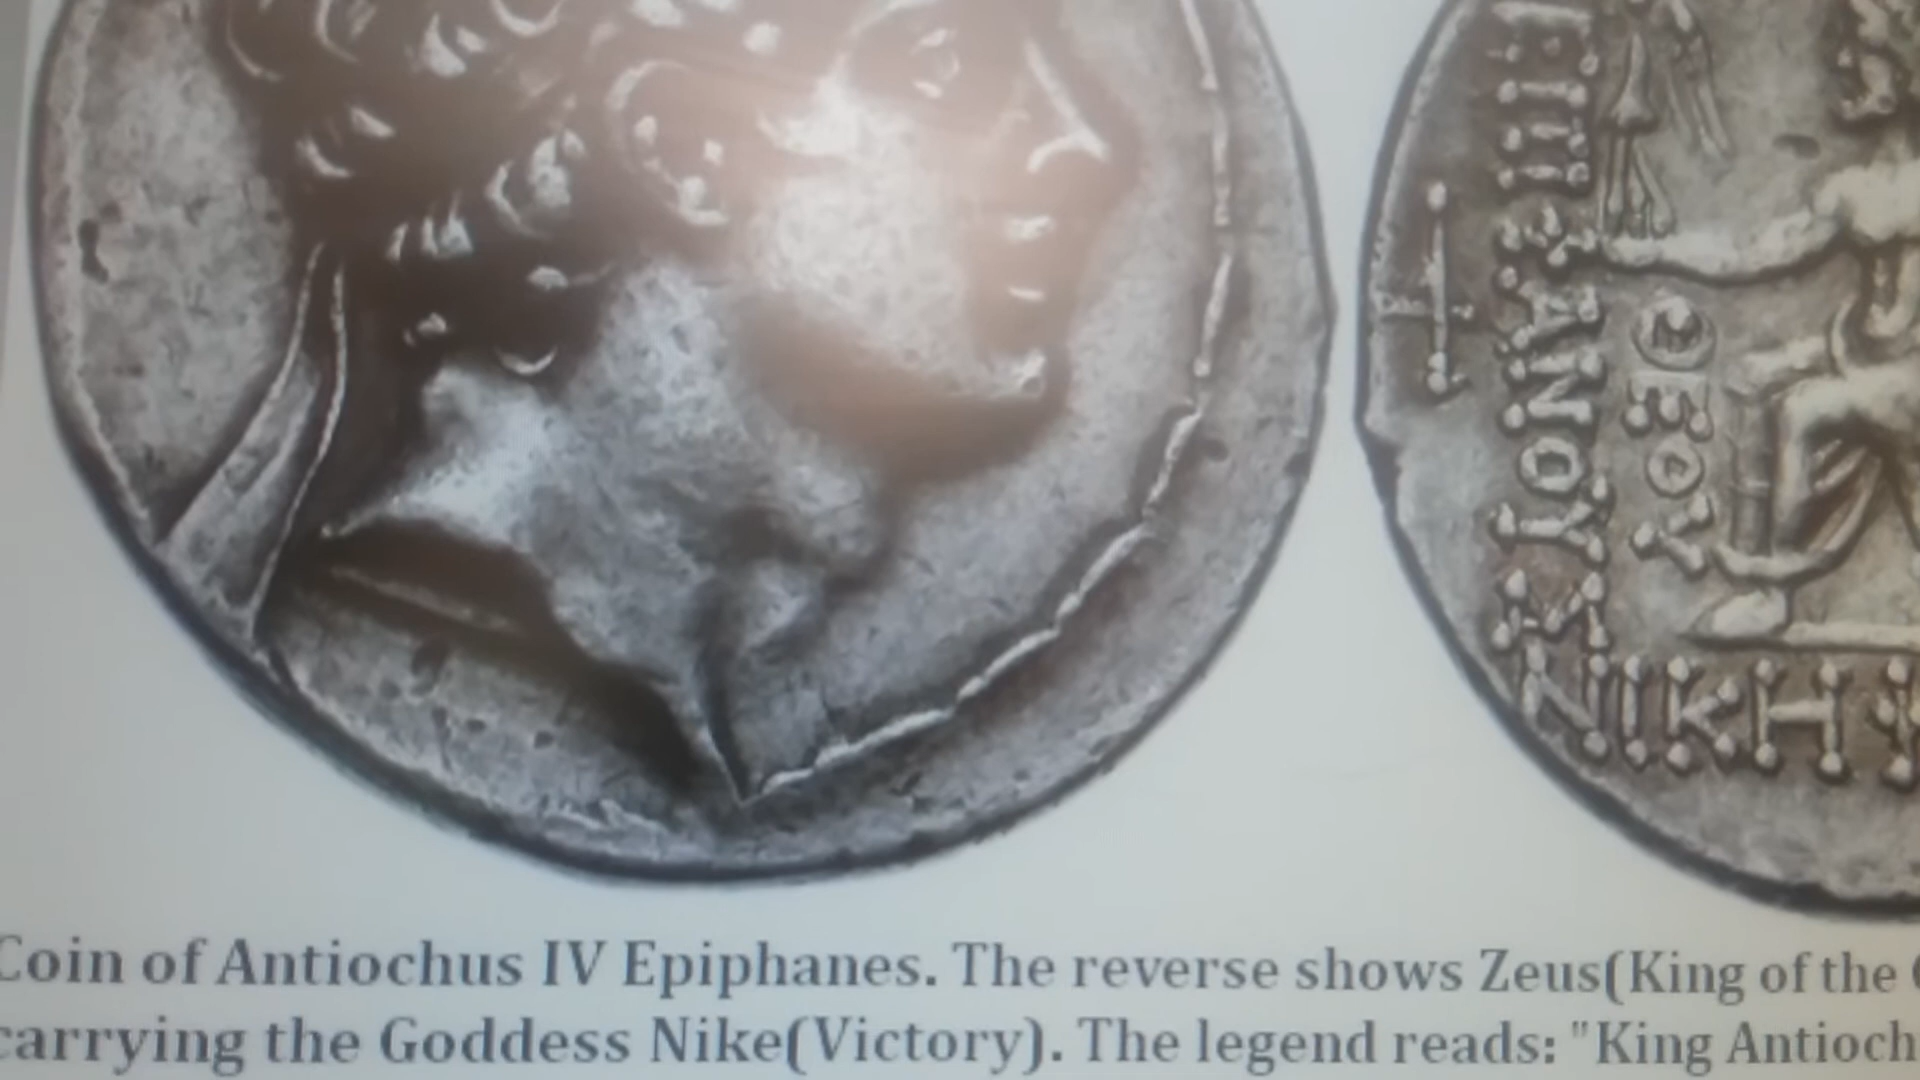 ΕΠΙΦΑΝΟΥΣ
ΘΕΟΥ
ΝΙΚΗΦ
Coin of Antiochus IV Epiphanes. The reverse shows Zeus(King of the
carrying the Goddess Nike(Victory). The legend reads: "King Antioch